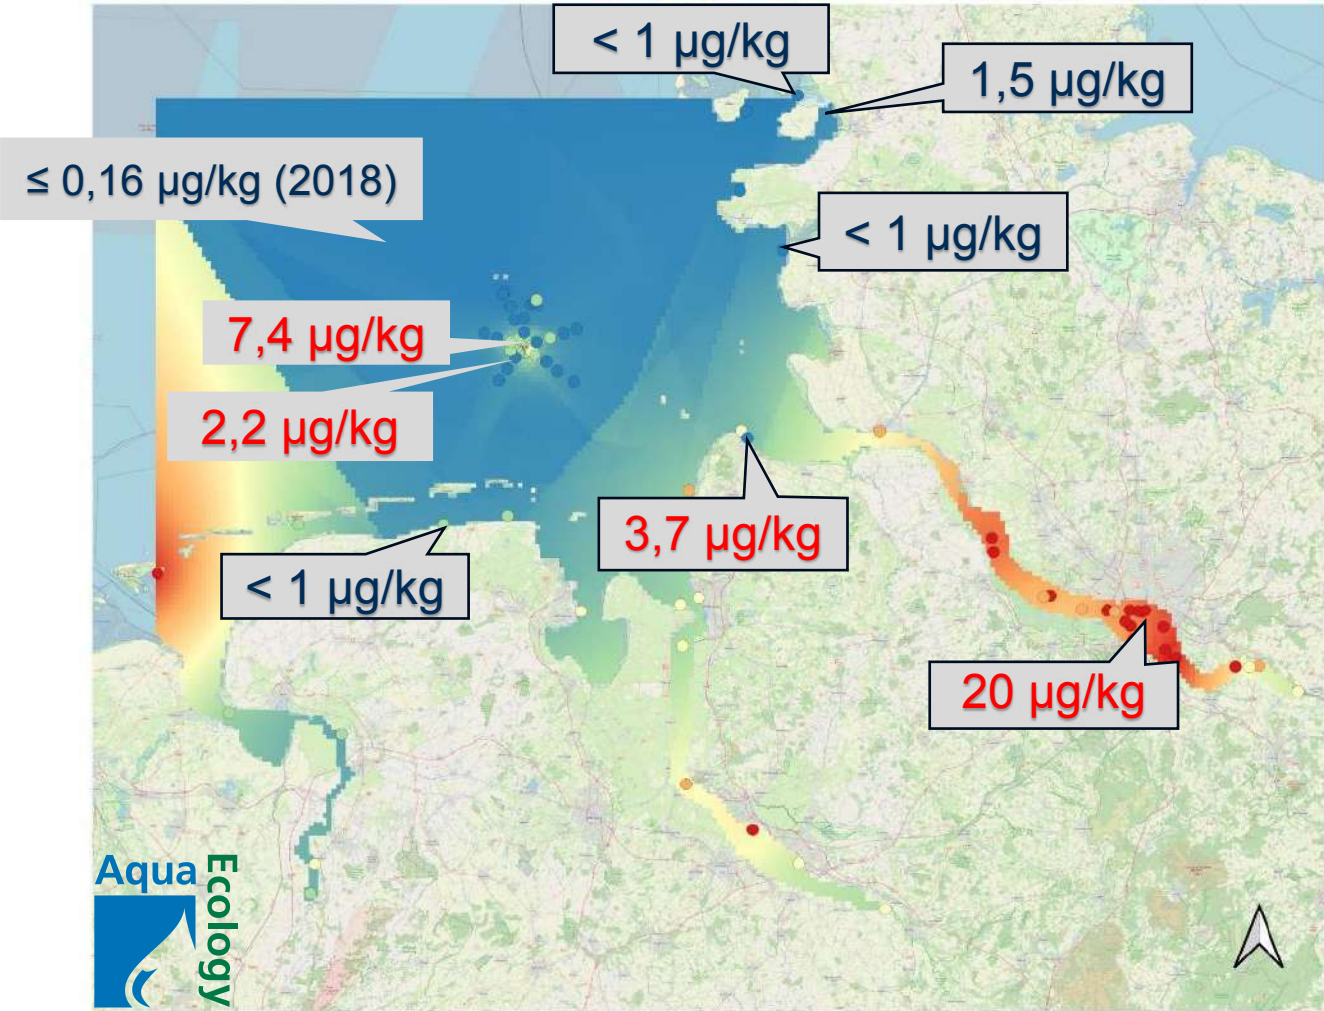 < 1 µg/kg
1,5 µg/kg
≤ 0,16 µg/kg (2018)
< 1 µg/kg
7,4 µg/kg
2,2 µg/kg
3,7 µg/kg
< 1 µg/kg
20 µg/kg
Aqua
Ecology